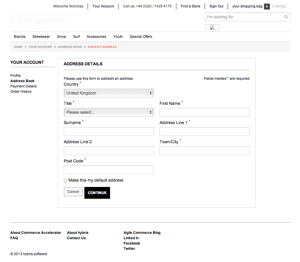 Welcome Nicholas
Your Account
Call us +44 (0)20 / 7429 4175
Find a Store
Sign Out
your shopping bag
I'm looking for
Brands Streetwear Snow Surf Accessories Youth Special Offers
HOME > YOUR ACCOUNT > ADDRESS BOOK > ADD/EDIT ADDRESS
YOUR ACCOUNT
Profile
Address Book
Payment Details
Order History
ADDRESS DETAILS
Please use this form to add/edit an address
Fields marked * are required
Country *
United Kingdom
Title *
First Name *
Please select...
Surname *
Address Line 1 *
Address Line 2
Town/City *
Post Code *
Make this my default address
Cancel
CONTINUE
About Commerce Accelerator
FAQ
About hybris
Contact Us
Agile Commerce Blog
Linked In
Facebook
Twitter
© 2013 hybris software